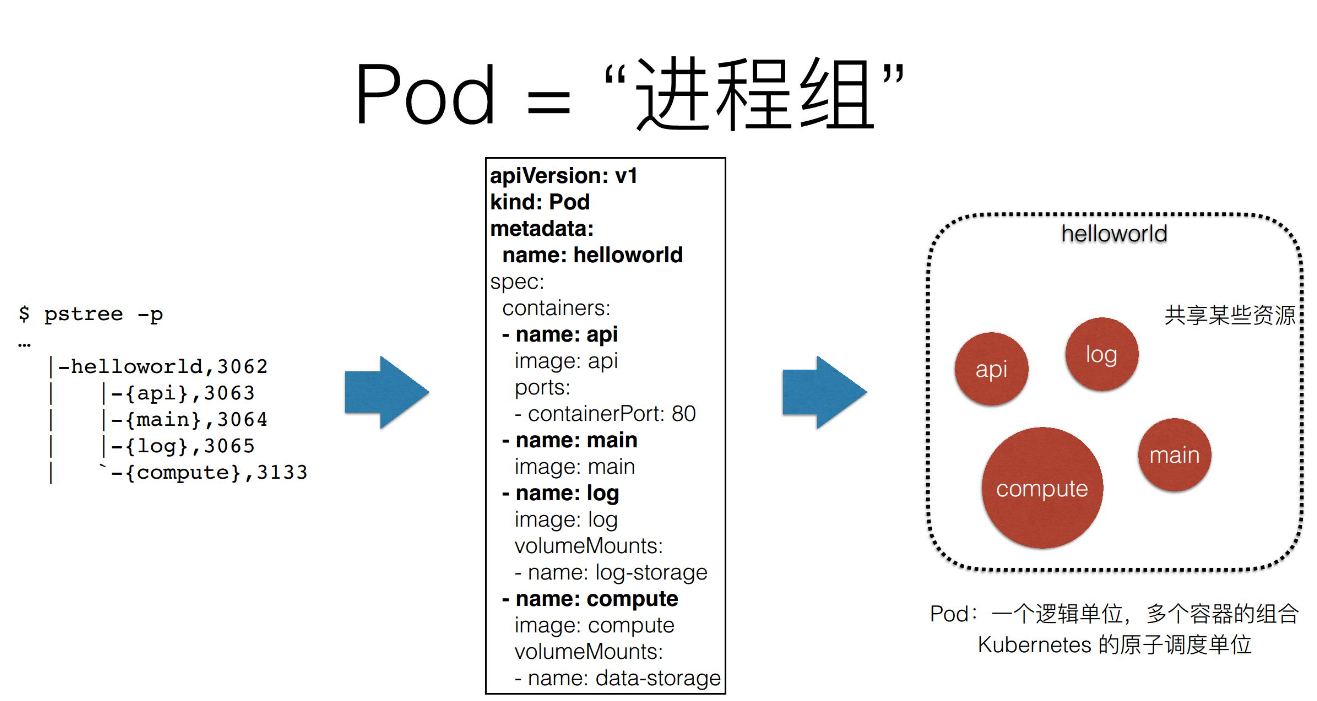 Pod = “进程组”
$ pstree -p
…
|-helloworld,3062
| |-{api},3063
| |-{main},3064
| |-{log},3065
| `-{compute},3133
apiVersion: v1
kind: Pod
metadata:
name: helloworld
spec:
containers:
- name: api
image: api
ports:
- containerPort: 80
- name: main
image: main
- name: log
image: log
volumeMounts:
- name: log-storage
- name: compute
image: compute
volumeMounts:
- name: data-storage
helloworld
共享某些资源
api
log
main
compute
Pod：一个逻辑单位，多个容器的组合
Kubernetes 的原子调度单位